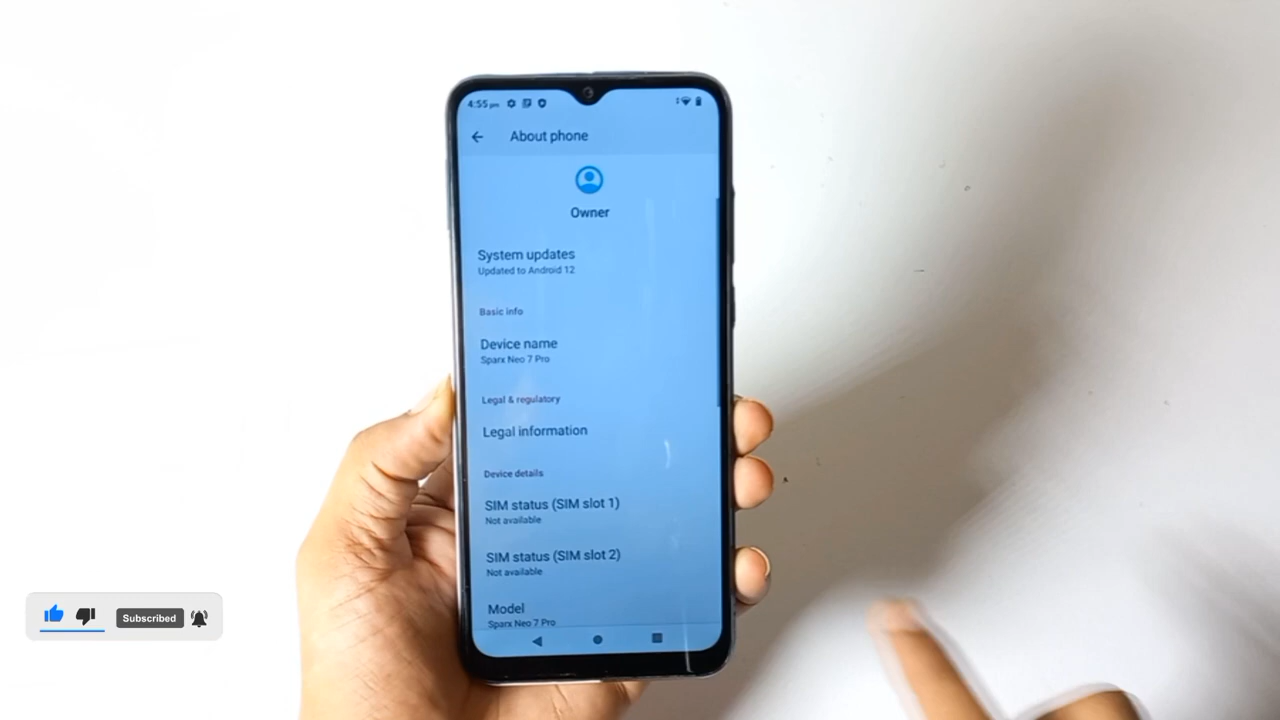 4:55 pm
About phone
Owner
System updates
Updated to Android 12
Basic info
Device name
Sparx Neo 7 Pro
Legal & regulatory
Legal information
Device details
SIM status (SIM slot 1)
Not available
SIM status (SIM slot 2)
Not available
Model
Sparx Neo 7 Pro
Subscribed